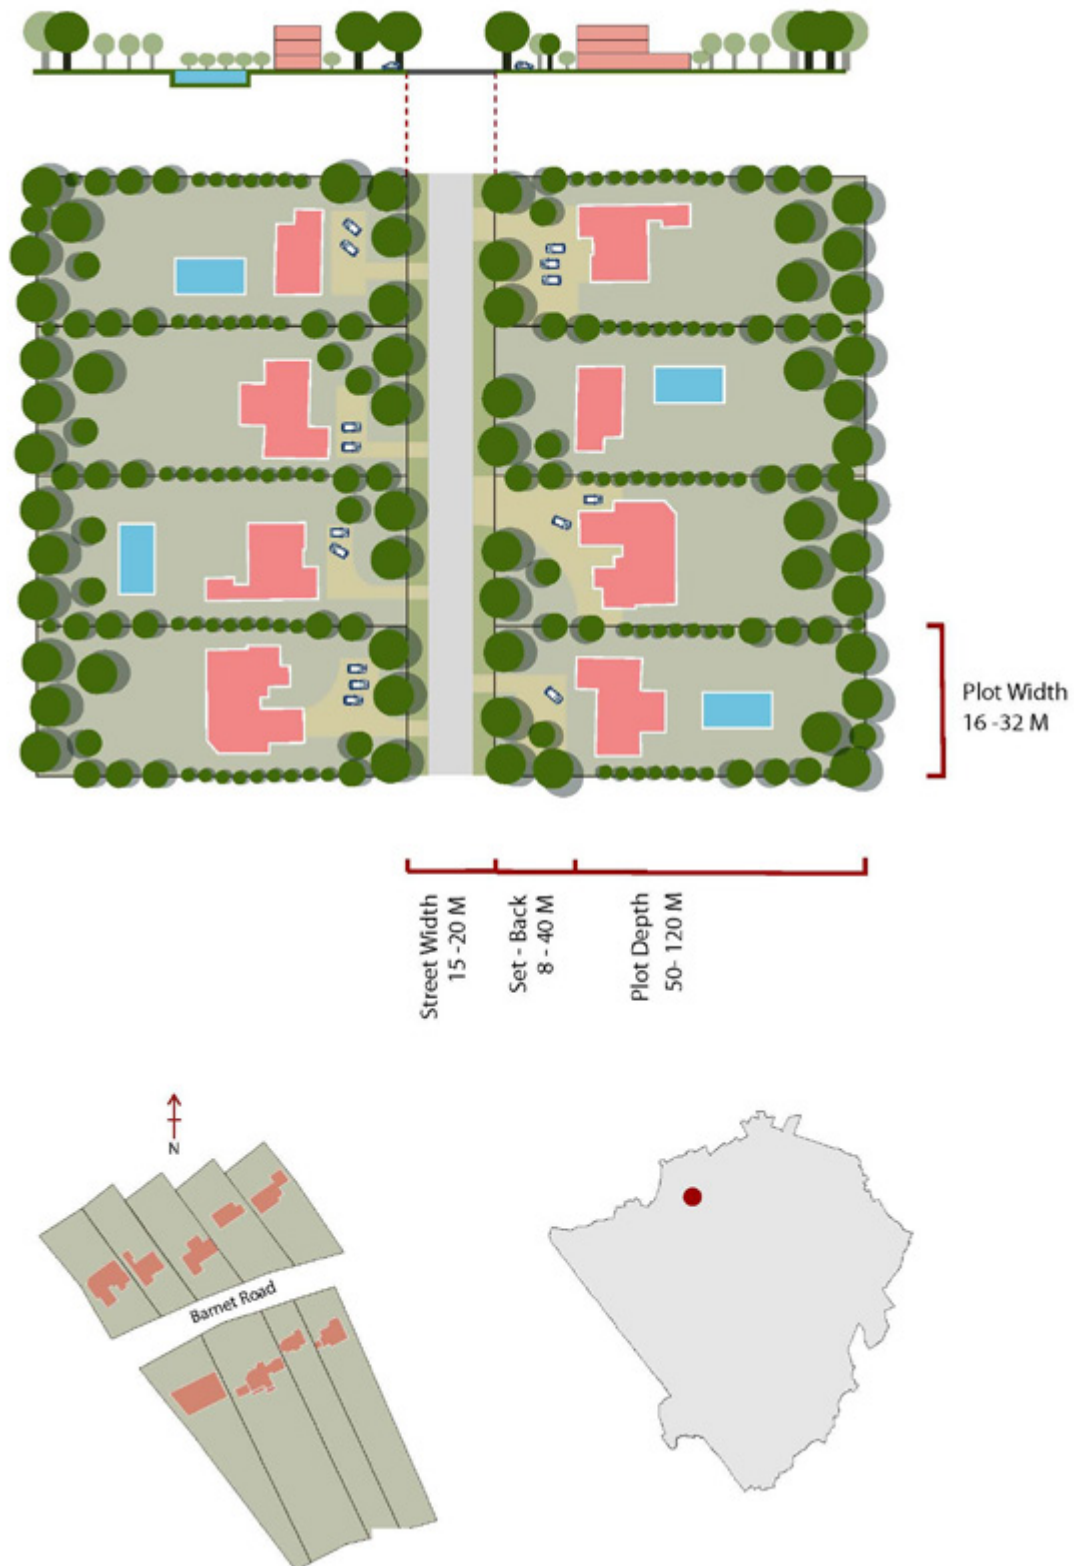 Plot Width
16 -32 M
Street Width
15 -20 M
Set - Back
8 - 40 M
Plot Depth
50- 120 M
N
Barnet Road